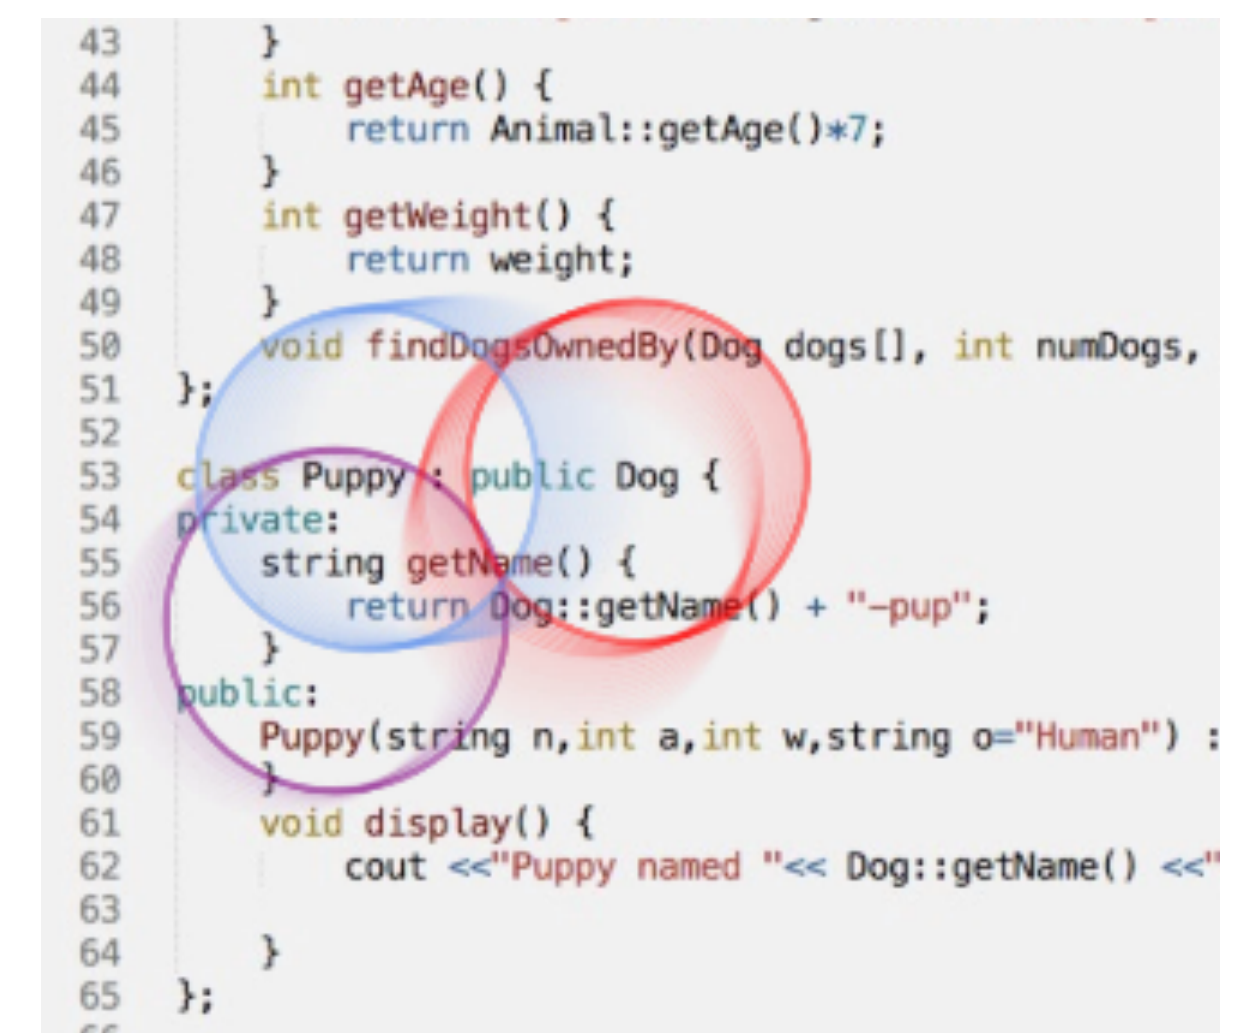 43 }
44 int getAge() {
45 return Animal::getAge()*7;
46 }
47 int getWeight() {
48 return weight;
49 }
50 void findDogsOwnedBy(Dog dogs[], int numDogs,
51 };
52
53 class Puppy : public Dog {
54 private:
55 string getName() {
56 return Dog::getName() + "-pup";
57 }
58 public:
59 Puppy(string n,int a,int w,string o="Human") :
60 }
61 void display() {
62 cout <<"Puppy named "<< Dog::getName() <<"
63
64 }
65 };